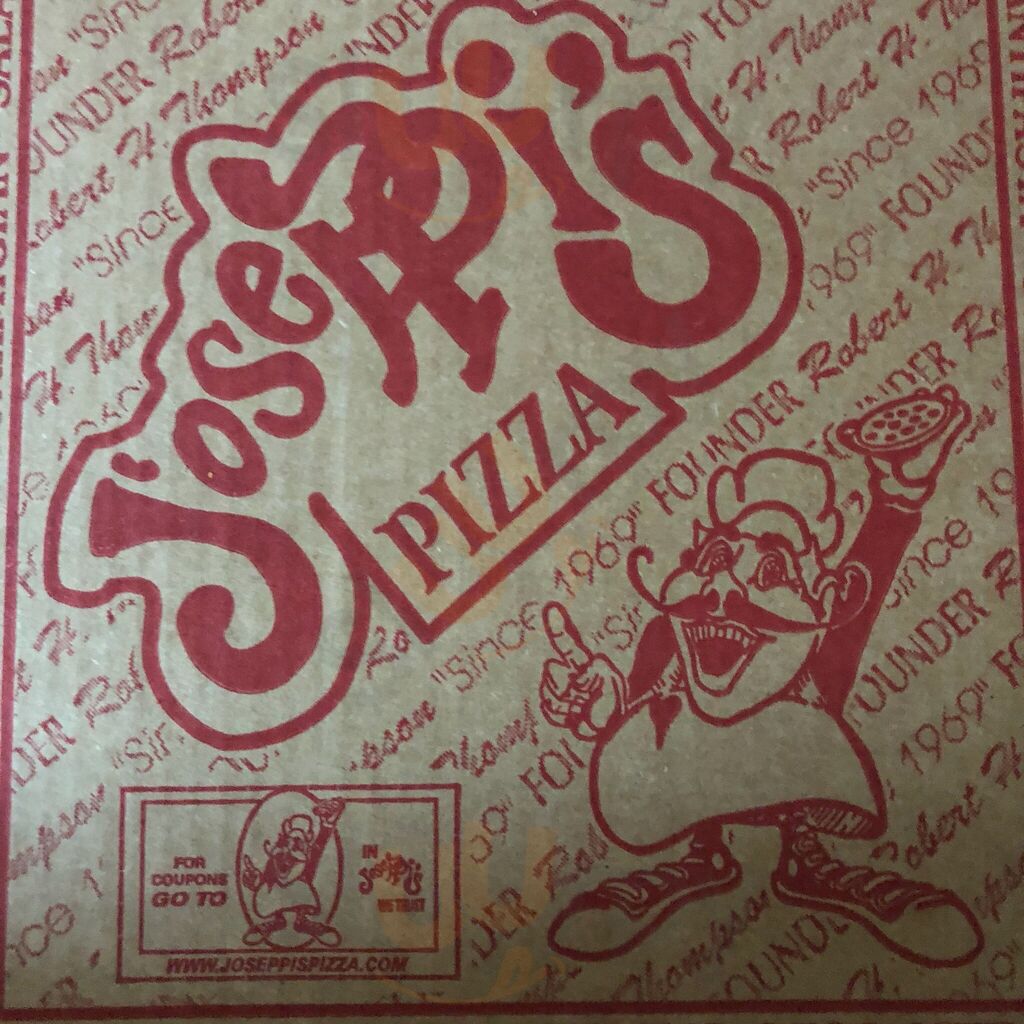 Joseppi's
PIZZA
"Since 1969" FOUNDER Robert H. Thompson
FOR
COUPONS
GO TO
IN
Joseppi's
WE TRUST
WWW.JOSEPPISPIZZA.COM